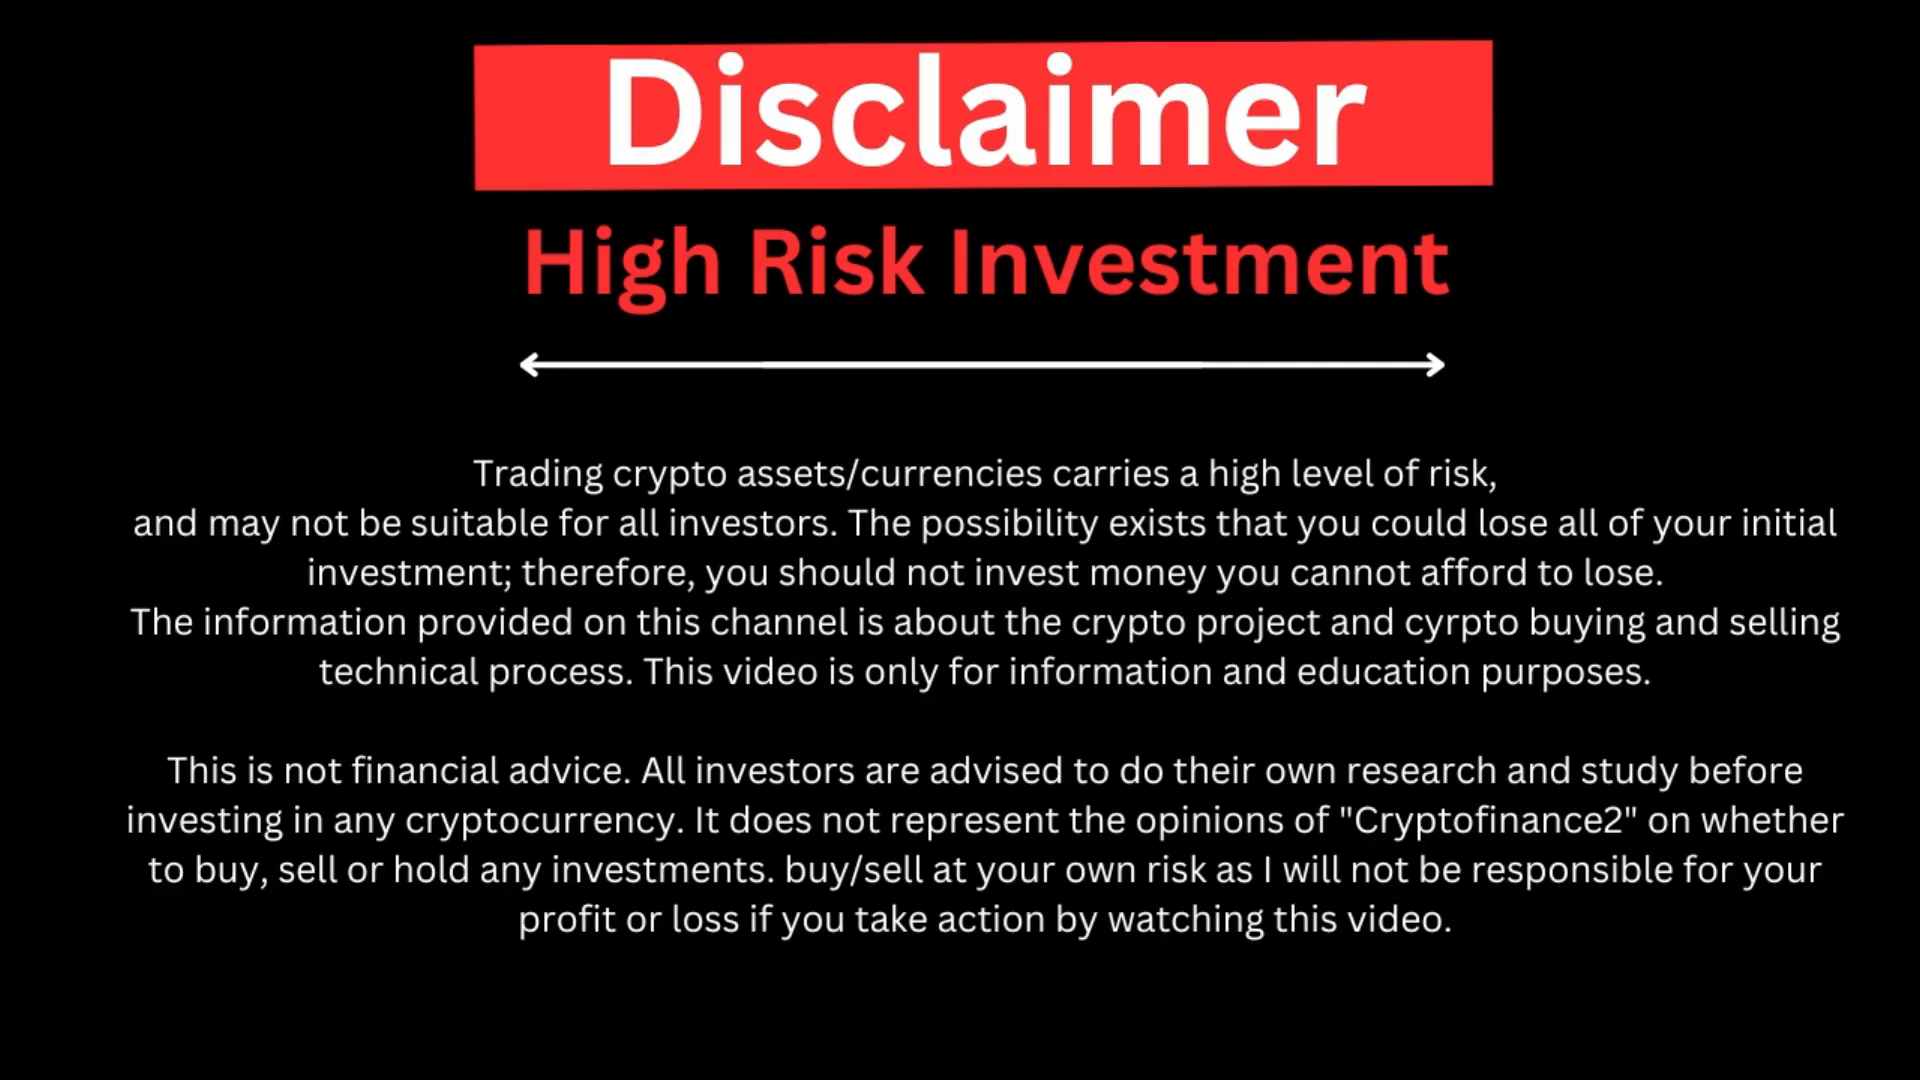 Disclaimer
High Risk Investment
Trading crypto assets/currencies carries a high level of risk,
and may not be suitable for all investors. The possibility exists that you could lose all of your initial
investment; therefore, you should not invest money you cannot afford to lose.
The information provided on this channel is about the crypto project and cyrpto buying and selling
technical process. This video is only for information and education purposes.
This is not financial advice. All investors are advised to do their own research and study before
investing in any cryptocurrency. It does not represent the opinions of "Cryptofinance2" on whether
to buy, sell or hold any investments. buy/sell at your own risk as I will not be responsible for your
profit or loss if you take action by watching this video.